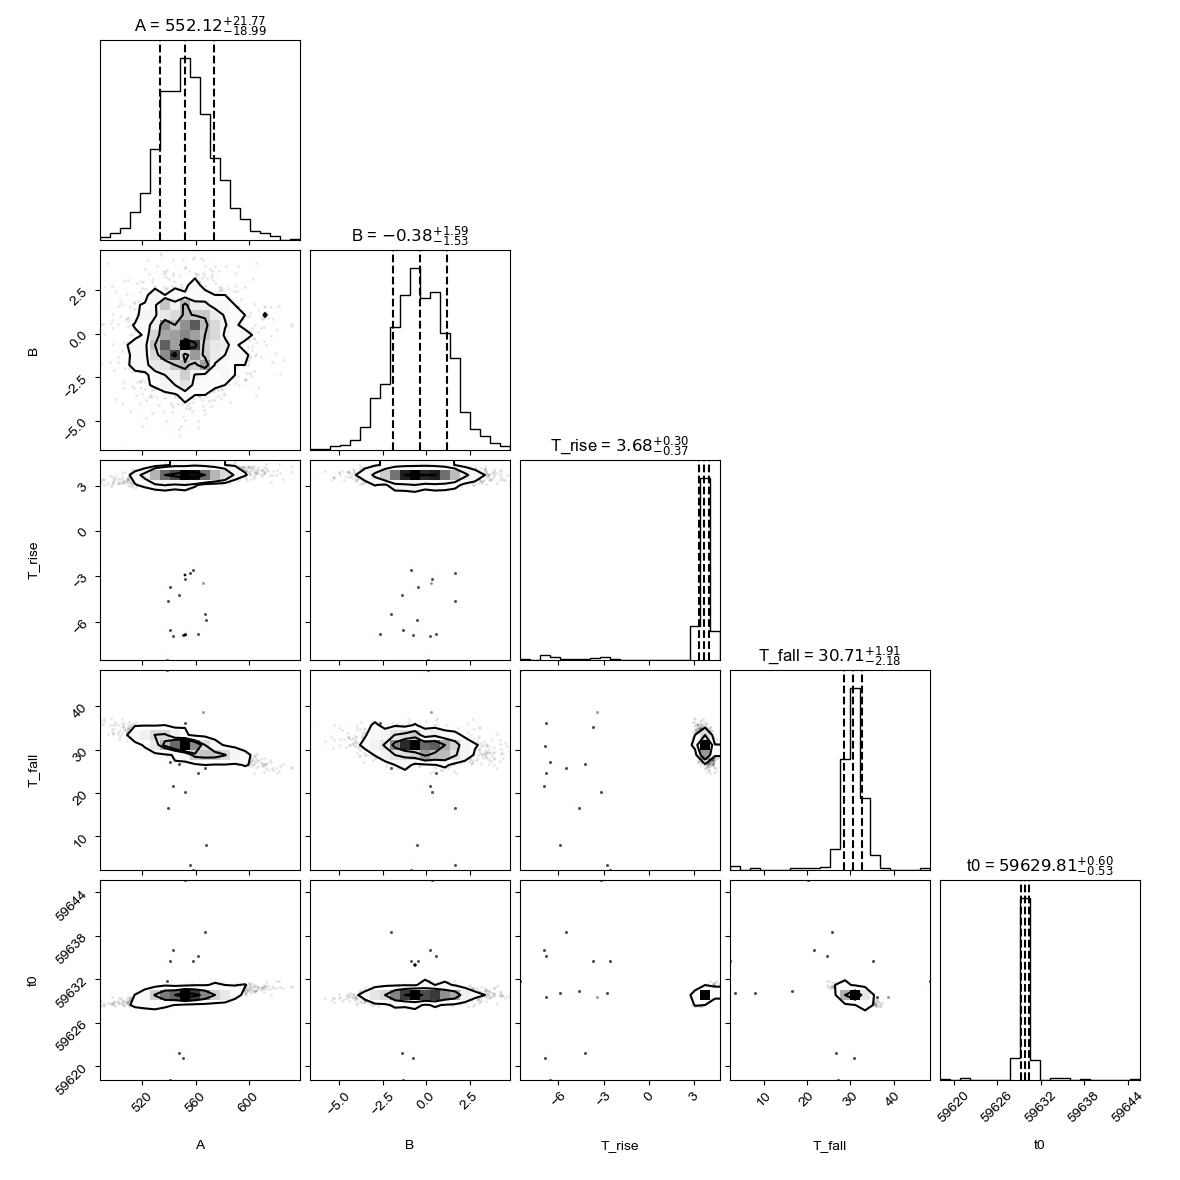 A = 552.12+21.77−18.99
B = −0.38+1.59−1.53
2.5
0.0
−2.5
−5.0
B
T_rise = 3.68+0.30−0.37
3
0
−3
−6
T_rise
T_fall = 30.71+1.91−2.18
40
30
20
10
T_fall
t0 = 59629.81+0.60−0.53
59644
59638
59632
59626
59620
t0
520 560 600 −5.0 −2.5 0.0 2.5 −6 −3 0 3 10 20 30 40 59620 59626 59632 59638 59644
A B T_rise T_fall t0